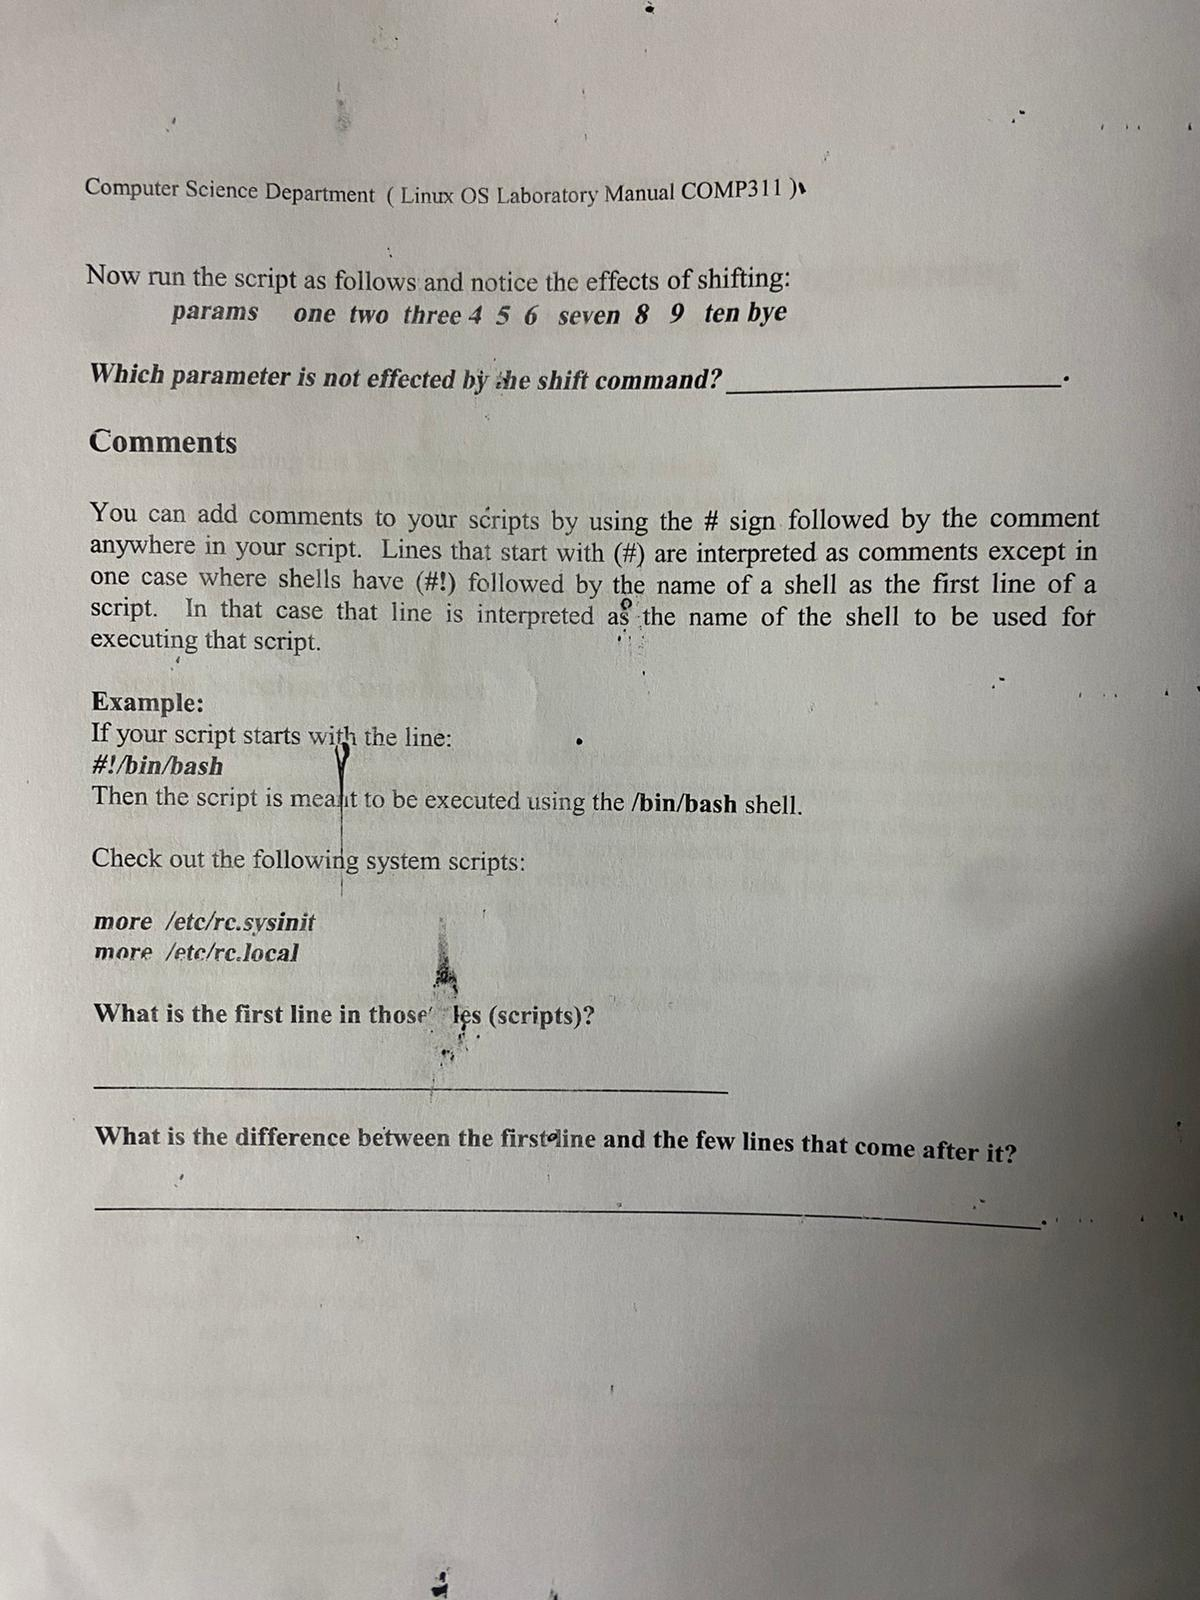 Computer Science Department ( Linux OS Laboratory Manual COMP311 )
Now run the script as follows and notice the effects of shifting:
params one two three 4 5 6 seven 8 9 ten bye
Which parameter is not effected by the shift command? .
Comments
You can add comments to your scripts by using the # sign followed by the comment
anywhere in your script. Lines that start with (#) are interpreted as comments except in
one case where shells have (#!) followed by the name of a shell as the first line of a
script. In that case that line is interpreted as the name of the shell to be used for
executing that script.
Example:
If your script starts with the line:
#!/bin/bash
Then the script is meant to be executed using the /bin/bash shell.
Check out the following system scripts:
more /etc/rc.sysinit
more /etc/rc.local
What is the first line in those (scripts)?
What is the difference between the first line and the few lines that come after it?
.